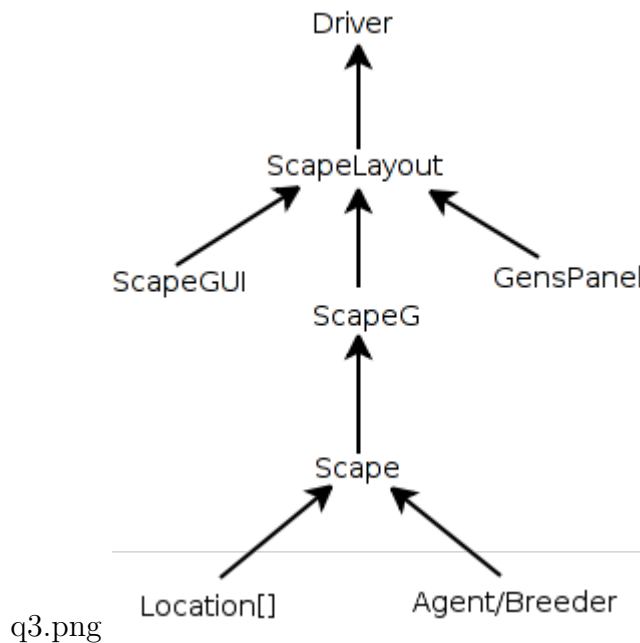 Driver
ScapeLayout
ScapeGUI
GensPanel
ScapeG
Scape
Location[]
Agent/Breeder
q3.png